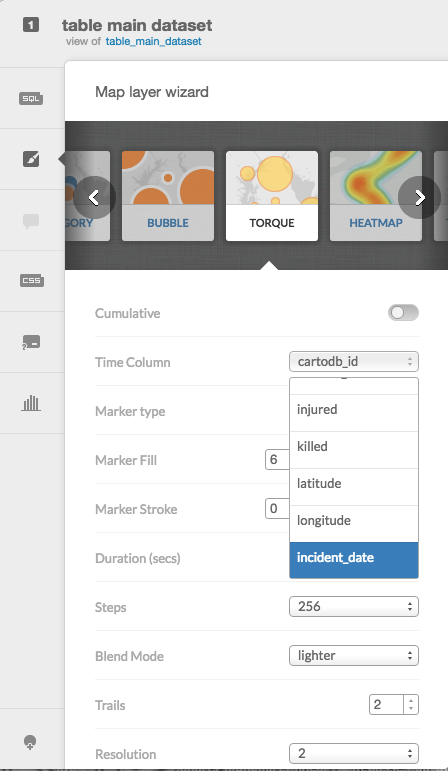 1 table main dataset
view of table_main_dataset
SQL
Map layer wizard
GORY BUBBLE TORQUE HEATMAP
CSS
Cumulative
Time Column cartodb_id
Marker type
injured
killed
Marker Fill 6
latitude
Marker Stroke 0
longitude
Duration (secs)
incident_date
Steps 256
Blend Mode lighter
Trails 2
Resolution 2